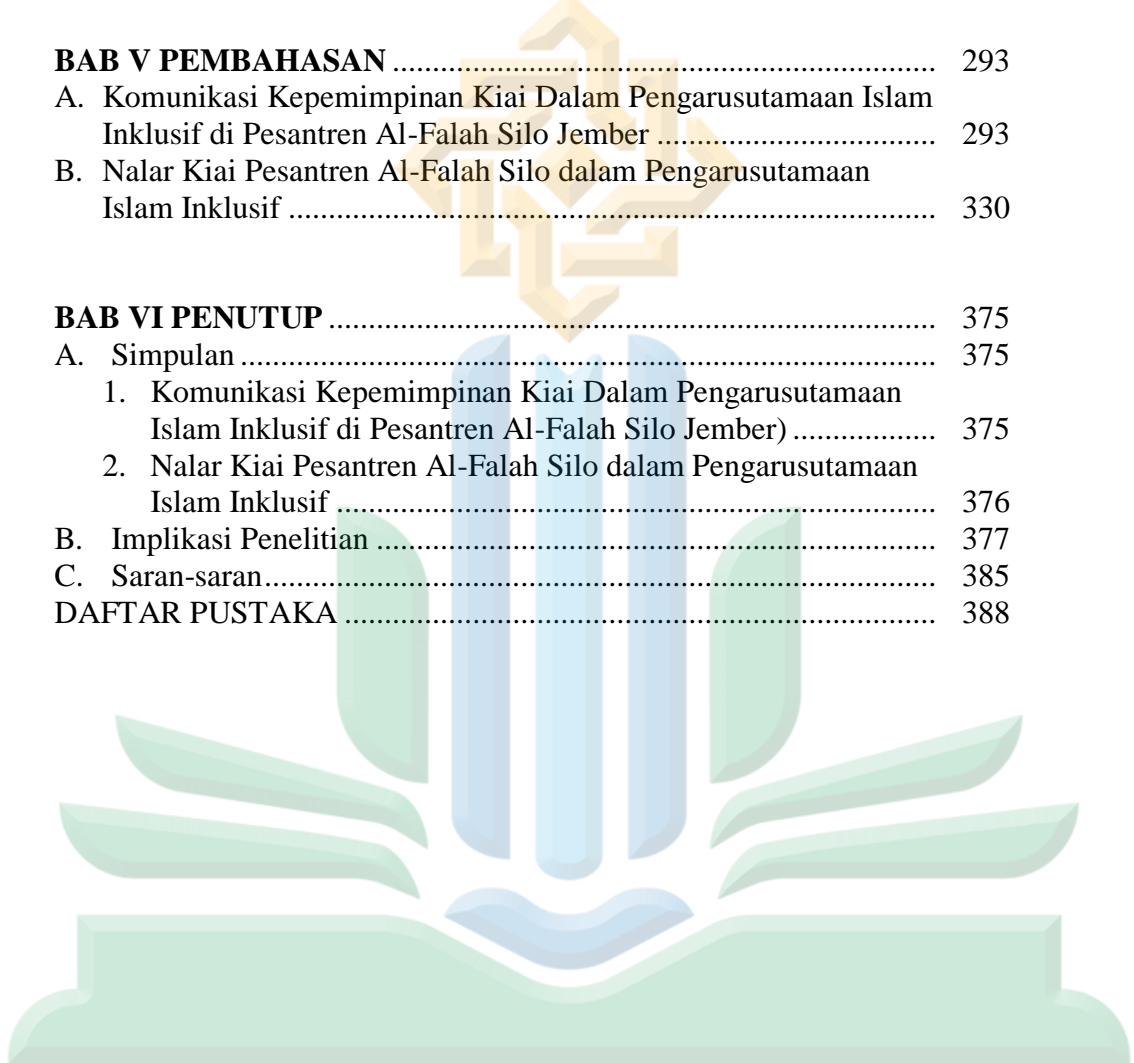 BAB V PEMBAHASAN ..................................................................... 293
A. Komunikasi Kepemimpinan Kiai Dalam Pengarusutamaan Islam
Inklusif di Pesantren Al-Falah Silo Jember ................................... 293
B. Nalar Kiai Pesantren Al-Falah Silo dalam Pengarusutamaan
Islam Inklusif .................................................................................. 330
BAB VI PENUTUP ............................................................................. 375
A. Simpulan ........................................................................................ 375
1. Komunikasi Kepemimpinan Kiai Dalam Pengarusutamaan
Islam Inklusif di Pesantren Al-Falah Silo Jember) .................. 375
2. Nalar Kiai Pesantren Al-Falah Silo dalam Pengarusutamaan
Islam Inklusif ............................................................................ 376
B. Implikasi Penelitian ....................................................................... 377
C. Saran-saran..................................................................................... 385
DAFTAR PUSTAKA ........................................................................... 388